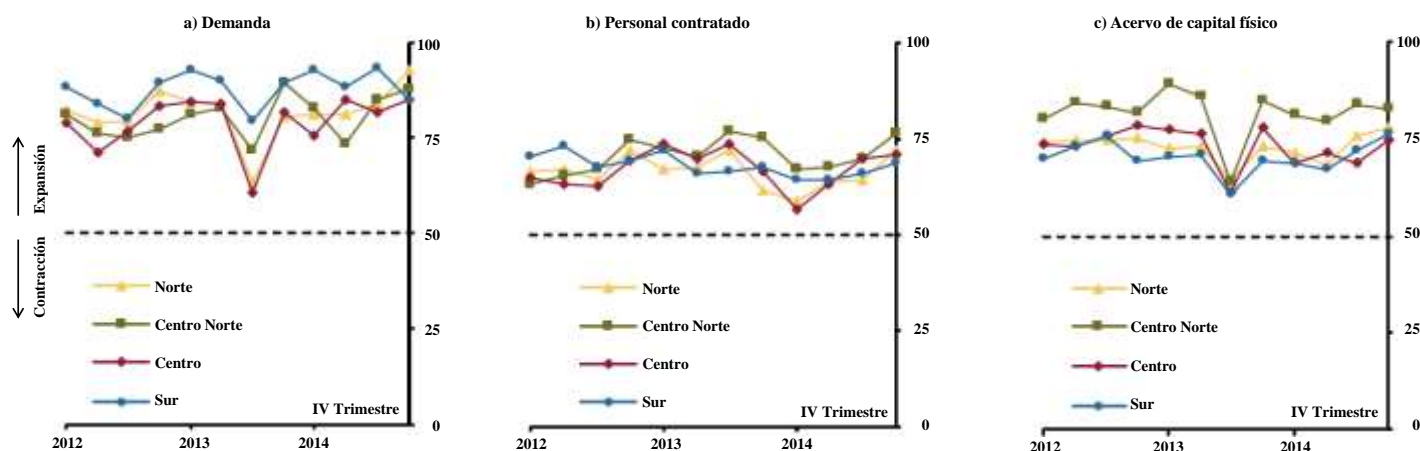 a) Demanda
b) Personal contratado
c) Acervo de capital físico
Expansión
Contracción
100
75
50
25
0
Norte
Centro Norte
Centro
Sur
IV Trimestre
2012
2013
2014
100
75
50
25
0
Norte
Centro Norte
Centro
Sur
IV Trimestre
2012
2013
2014
100
75
50
25
0
Norte
Centro Norte
Centro
Sur
IV Trimestre
2012
2013
2014